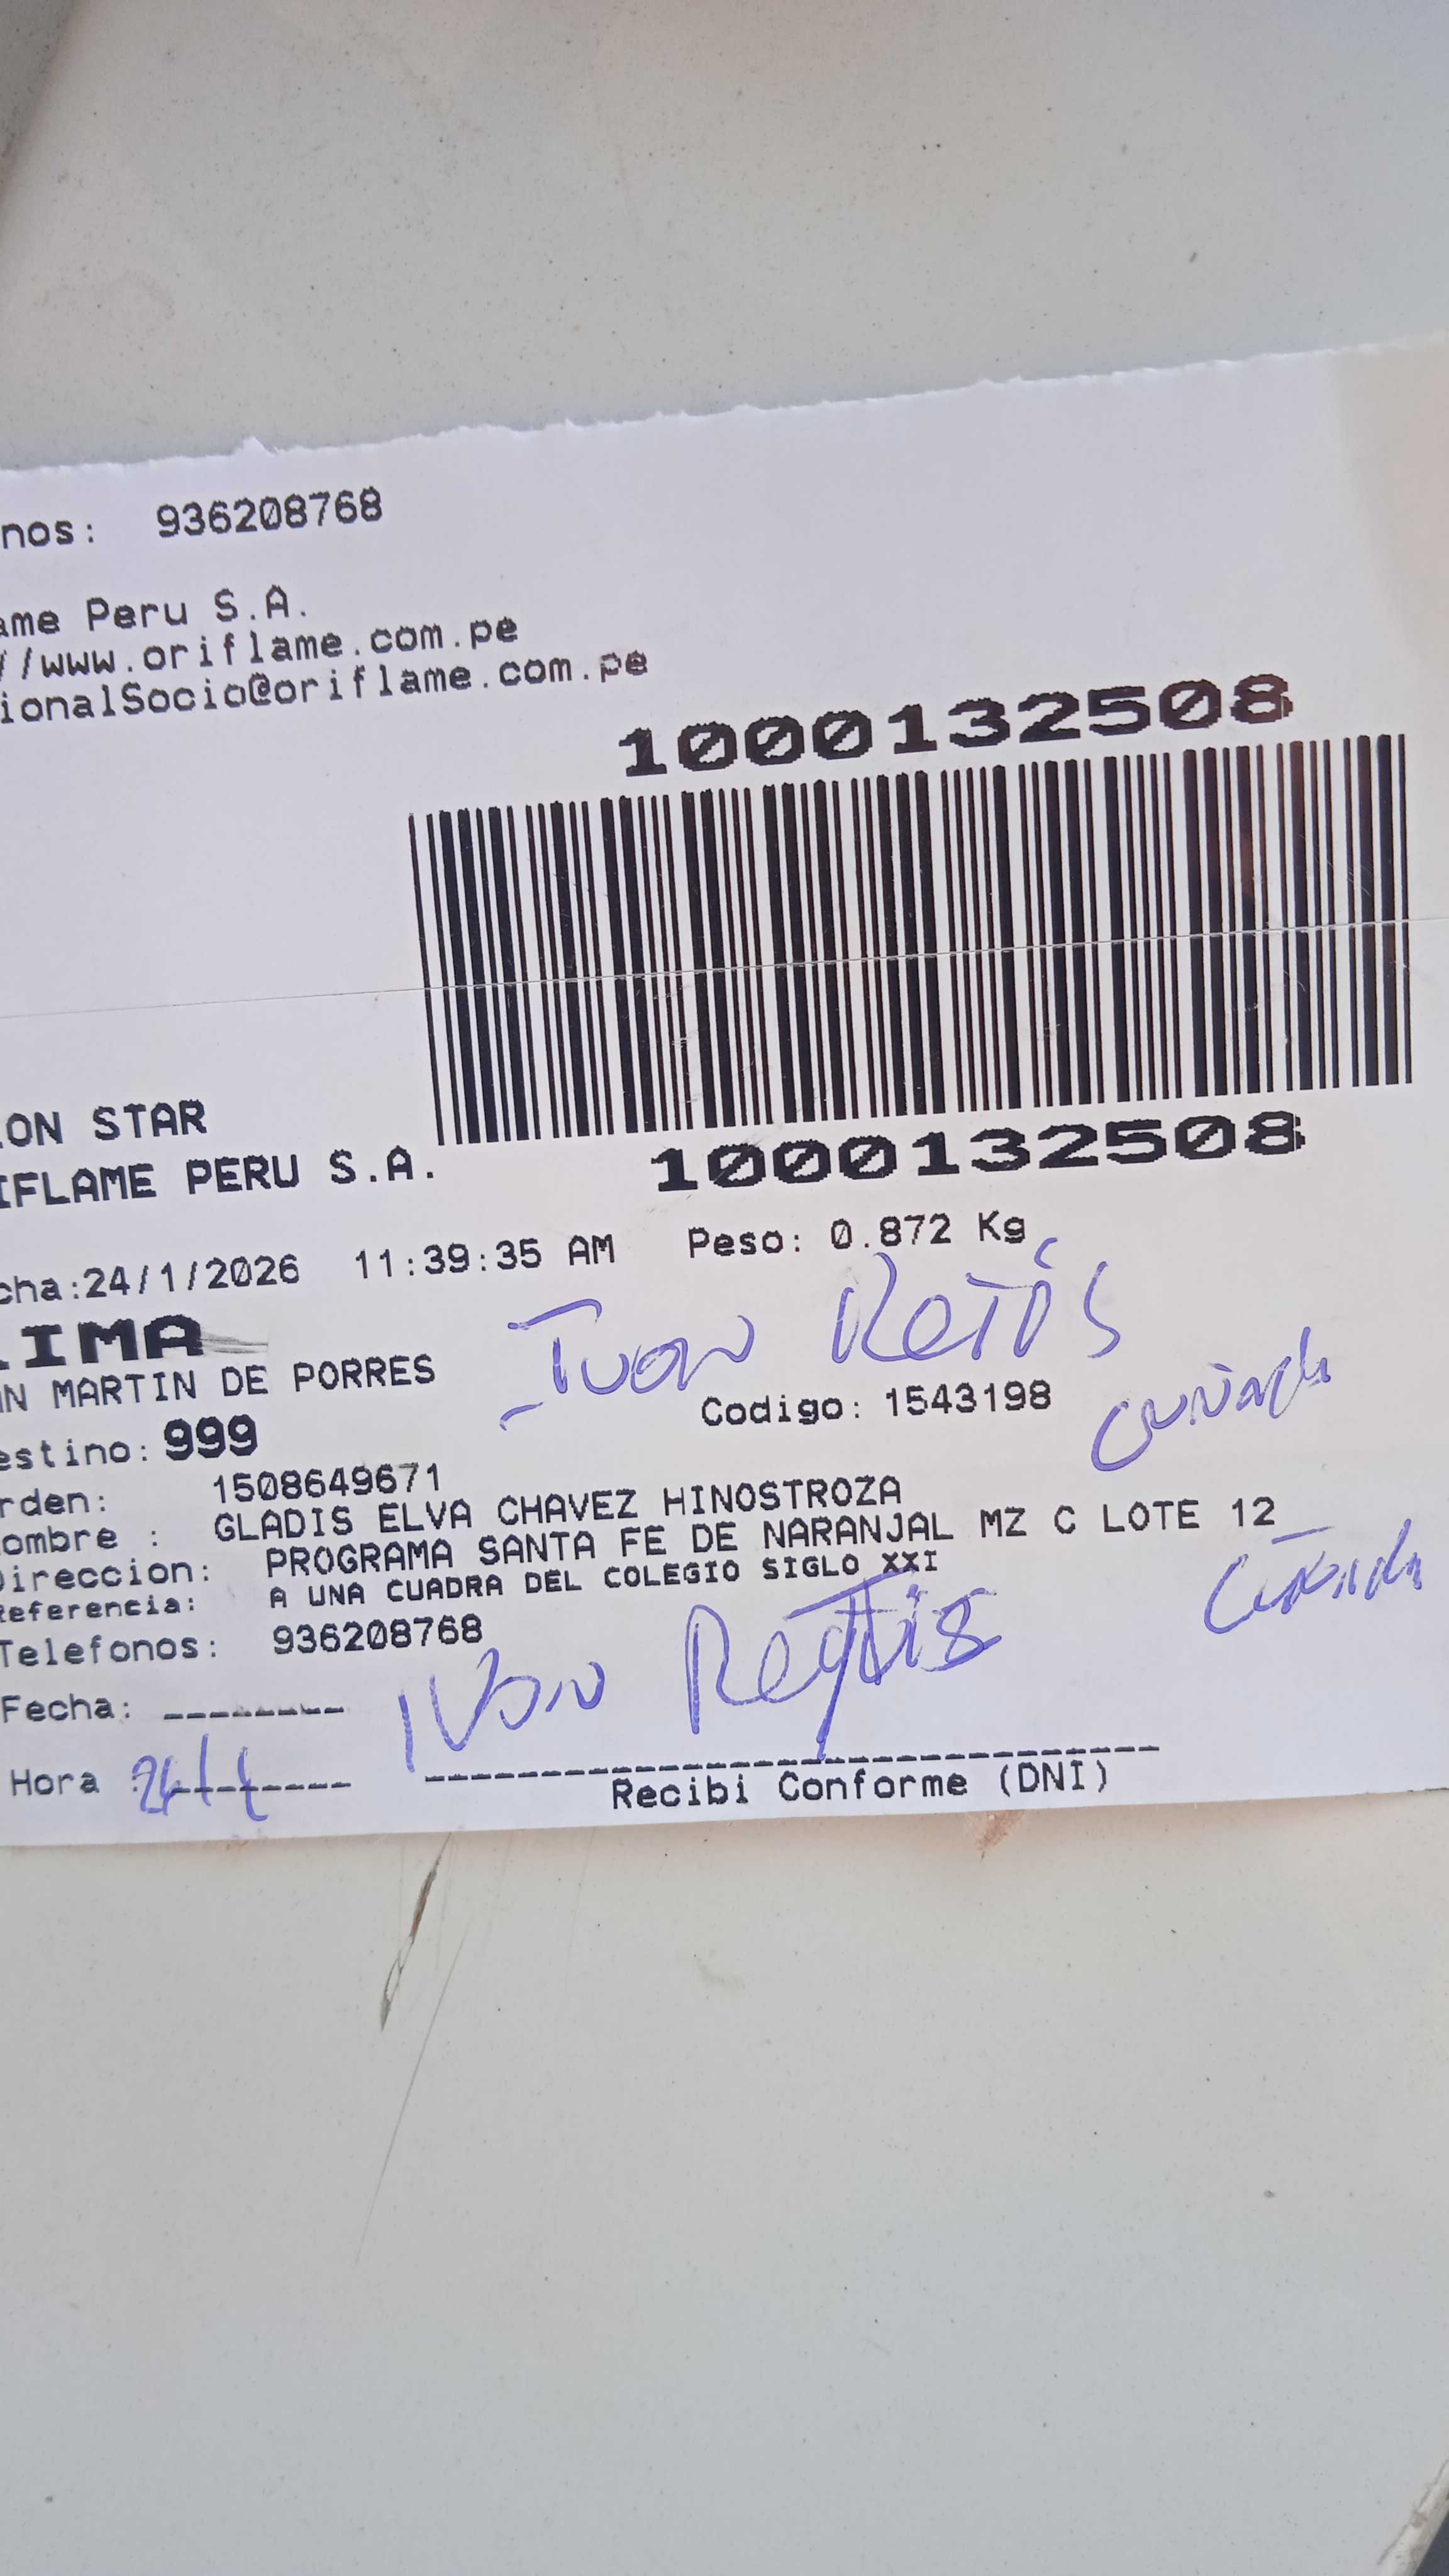 nos: 936208768
ame Peru S.A.
//www.oriflame.com.pe
ionalSocio@oriflame.com.pe
1000132508
ON STAR
IFLAME PERU S.A.
1000132508
cha:24/1/2026 11:39:35 AM Peso: 0.872 Kg
IMA
N MARTIN DE PORRES
Codigo: 1543198
estino: 999
rden: 1508649671
ombre : GLADIS ELVA CHAVEZ HINOSTROZA
Direccion: PROGRAMA SANTA FE DE NARANJAL MZ C LOTE 12
Referencia: A UNA CUADRA DEL COLEGIO SIGLO XXI
Telefonos: 936208768
Fecha:
Hora :
Recibi Conforme (DNI)